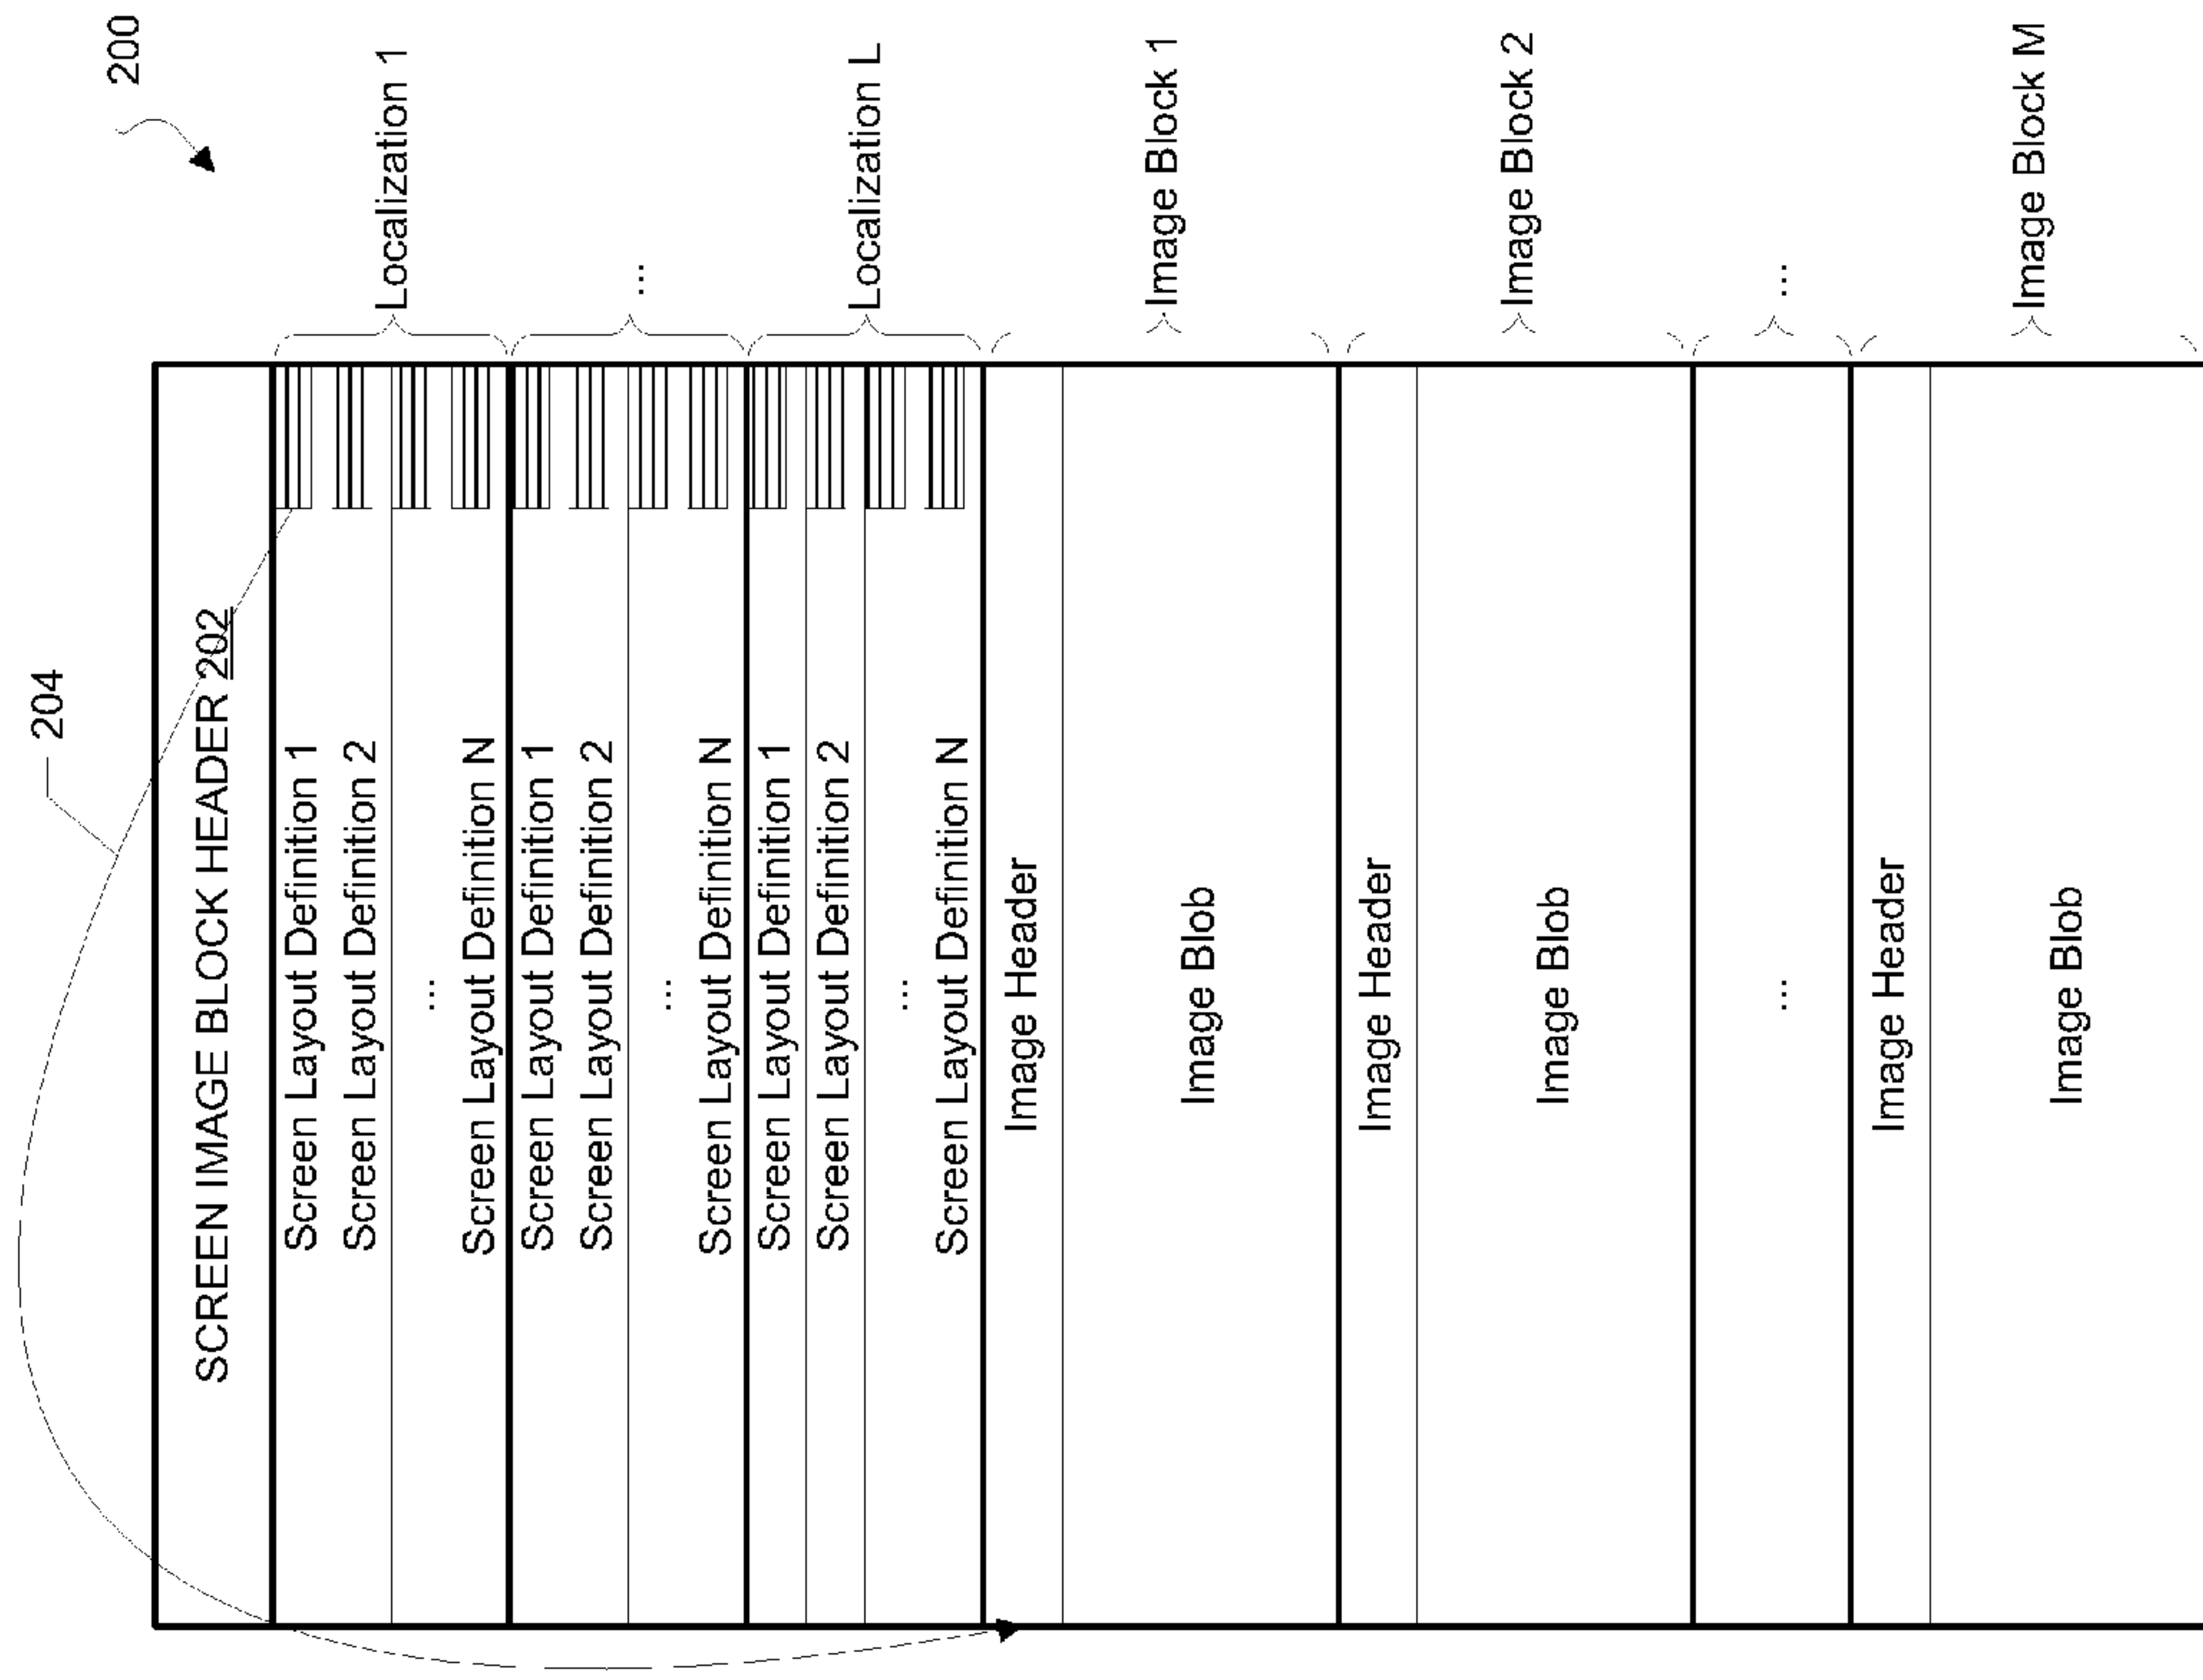 200
204
SCREEN IMAGE BLOCK HEADER 202
Screen Layout Definition 1
Screen Layout Definition 2
...
Screen Layout Definition N
Localization 1
Screen Layout Definition 1
Screen Layout Definition 2
...
Screen Layout Definition N
...
Screen Layout Definition 1
Screen Layout Definition 2
...
Screen Layout Definition N
Localization L
Image Header
Image Blob
Image Block 1
Image Header
Image Blob
Image Block 2
...
...
Image Header
Image Blob
Image Block M